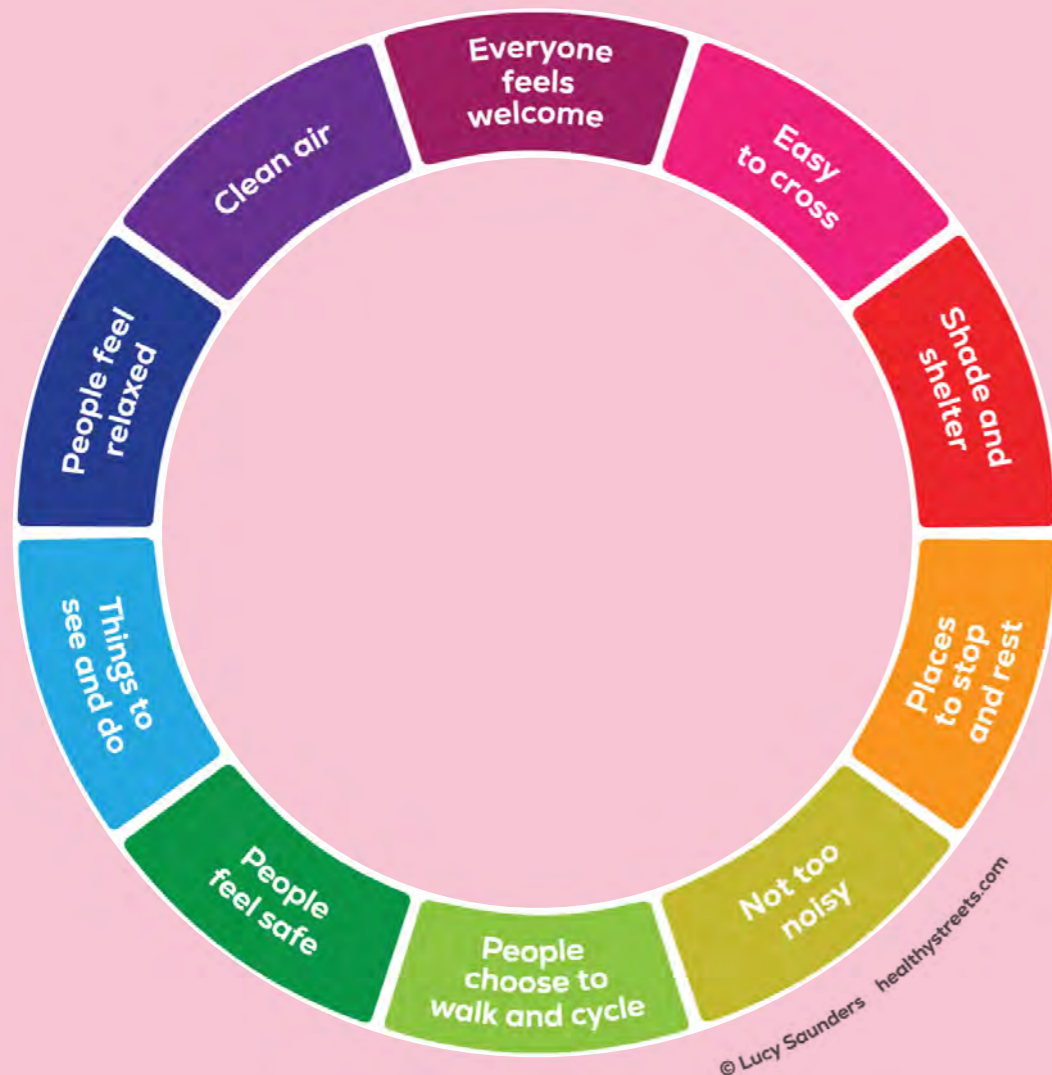 Everyone
feels
welcome
Easy
to cross
Shade and
shelter
Places
to stop
and rest
Not too
noisy
People
choose to
walk and cycle
People
feel safe
Things to
see and do
People feel
relaxed
Clean air
© Lucy Saunders healthystreets.com